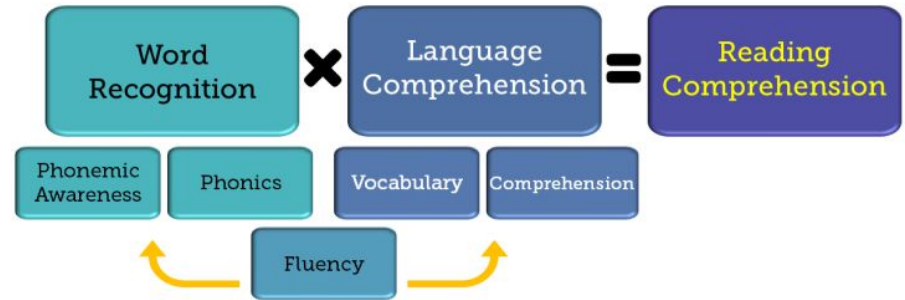 Word
Recognition
×
Language
Comprehension
=
Reading
Comprehension
Phonemic
Awareness
Phonics
Vocabulary
Comprehension
Fluency